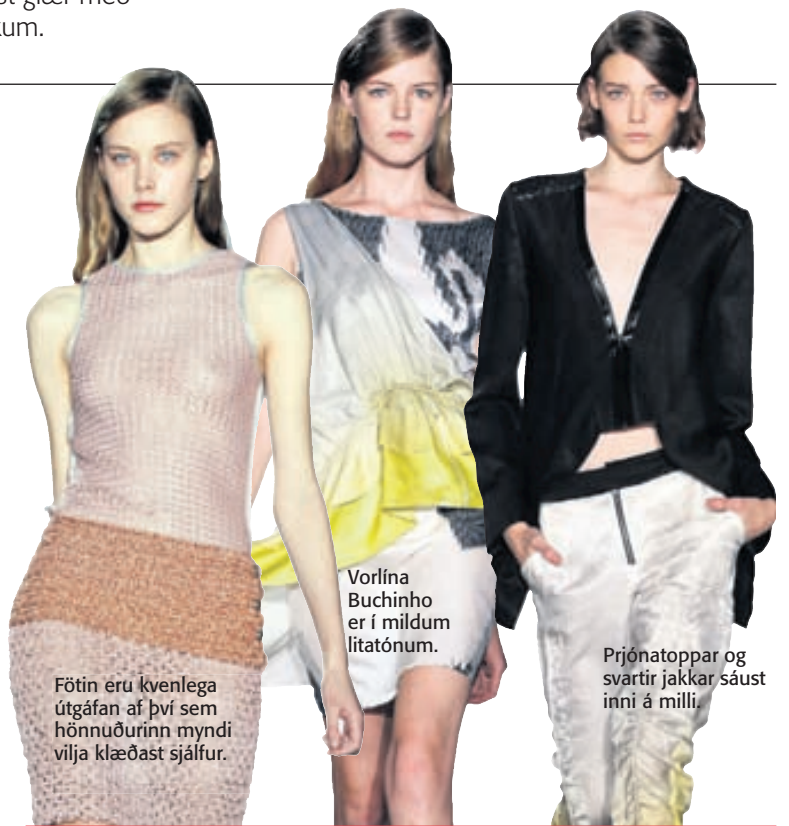 með
Fötin eru kvenlega
útgáfan af því sem
hönnuðurinn myndi
vilja klæðast sjálfur.
Vorlína
Buchinho
er í mildum
litatónum.
Prjónatoppar og
svartir jakkar sáust
inni á milli.